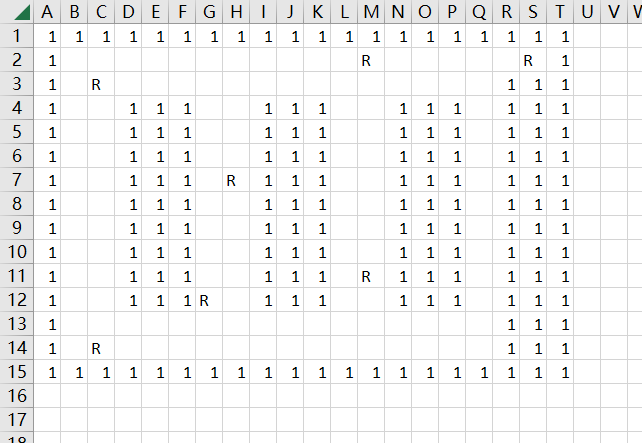 A B C D E F G H I J K L M N O P Q R S T U V W
1 1 1 1 1 1 1 1 1 1 1 1 1 1 1 1 1 1 1 1 1
2 1 R R 1
3 1 R 1 1 1
4 1 1 1 1 1 1 1 1 1 1 1 1 1
5 1 1 1 1 1 1 1 1 1 1 1 1 1
6 1 1 1 1 1 1 1 1 1 1 1 1 1
7 1 1 1 1 R 1 1 1 1 1 1 1 1 1
8 1 1 1 1 1 1 1 1 1 1 1 1 1
9 1 1 1 1 1 1 1 1 1 1 1 1 1
10 1 1 1 1 1 1 1 1 1 1 1 1 1
11 1 1 1 1 1 1 1 R 1 1 1 1 1 1
12 1 1 1 1 R 1 1 1 1 1 1 1 1 1
13 1 1 1 1
14 1 R 1 1 1
15 1 1 1 1 1 1 1 1 1 1 1 1 1 1 1 1 1 1 1 1
16
17
18